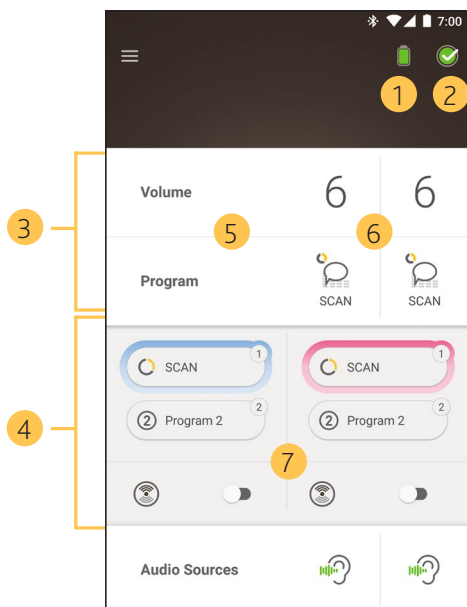 7:00
1 2
Volume 6 6
3
5 6
Program SCAN SCAN
SCAN 1 SCAN 1
4
2 Program 2 2 2 Program 2 2
7
Audio Sources